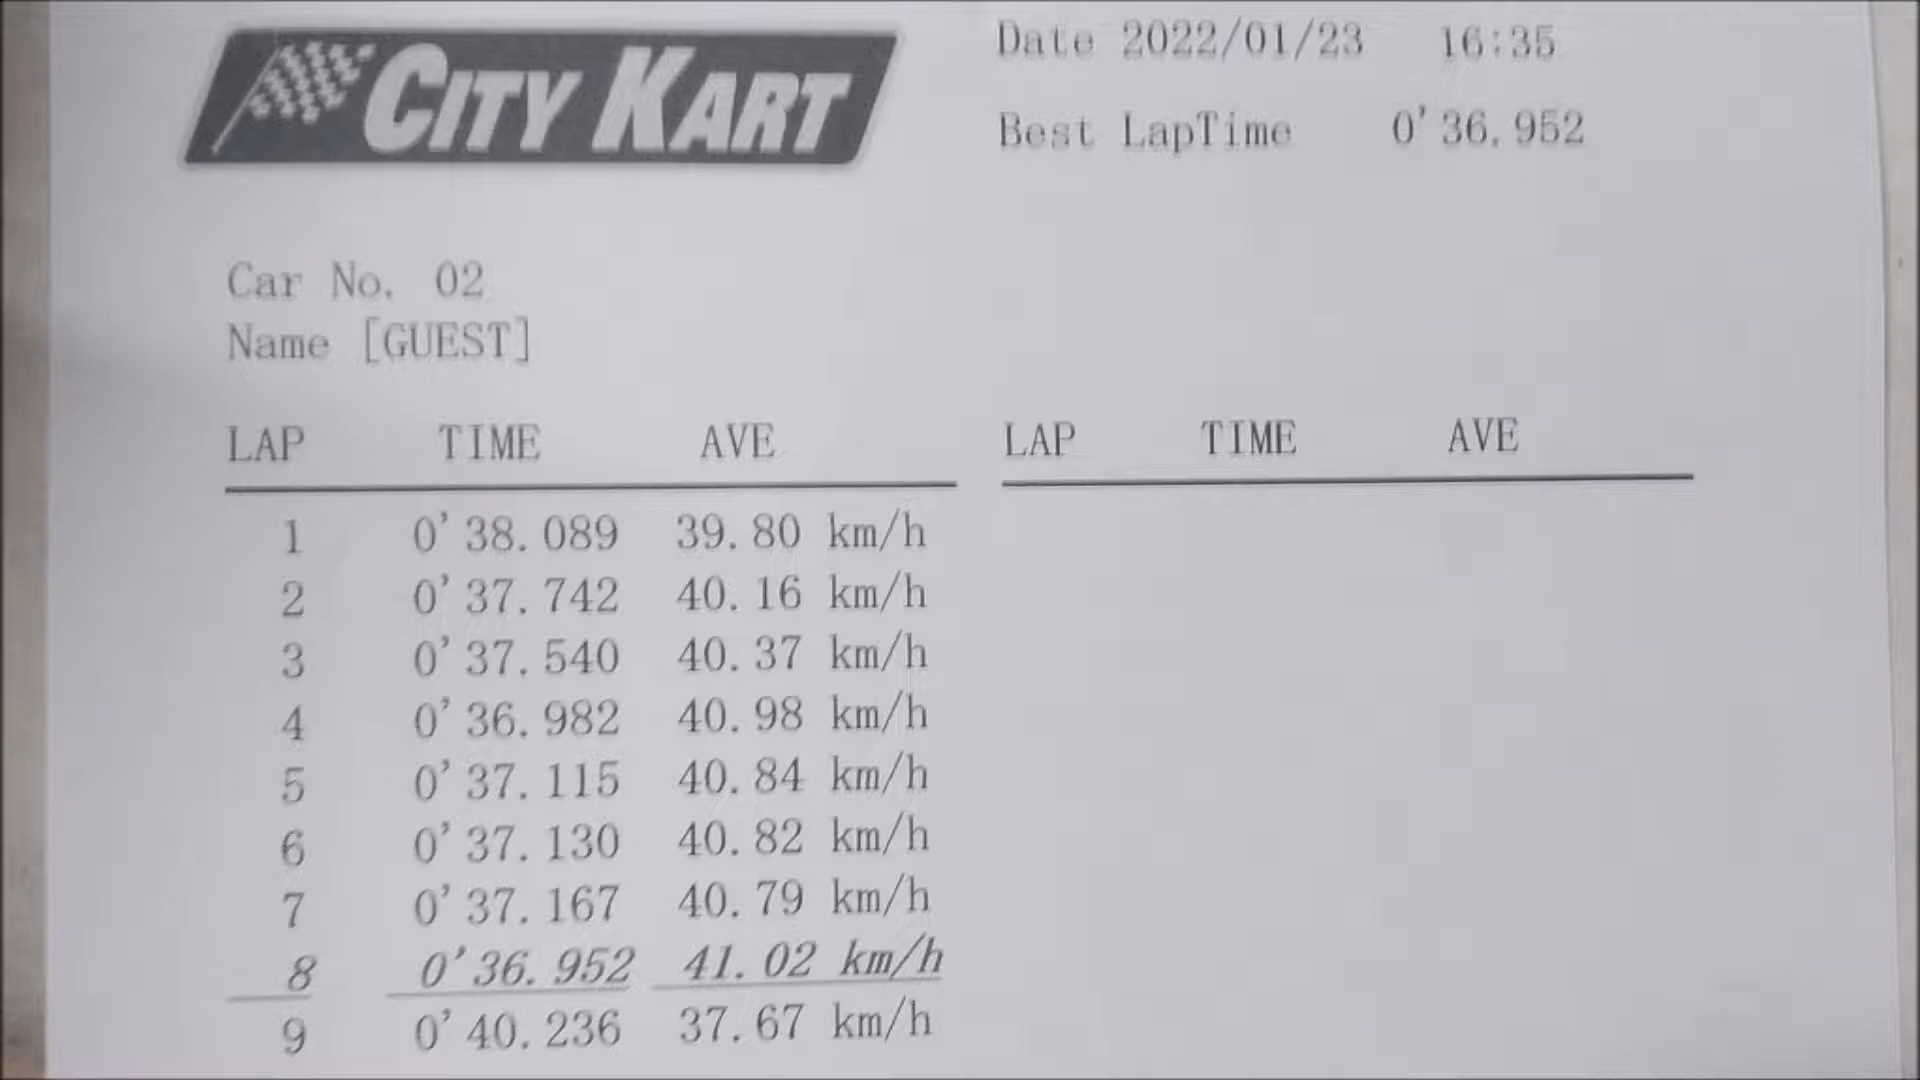 CITY KART
Date 2022/01/23 16:35
Best LapTime 0'36.952
Car No. 02
Name [GUEST]
LAP TIME AVE LAP TIME AVE
1 0'38.089 39.80 km/h
2 0'37.742 40.16 km/h
3 0'37.540 40.37 km/h
4 0'36.982 40.98 km/h
5 0'37.115 40.84 km/h
6 0'37.130 40.82 km/h
7 0'37.167 40.79 km/h
8 0'36.952 41.02 km/h
9 0'40.236 37.67 km/h